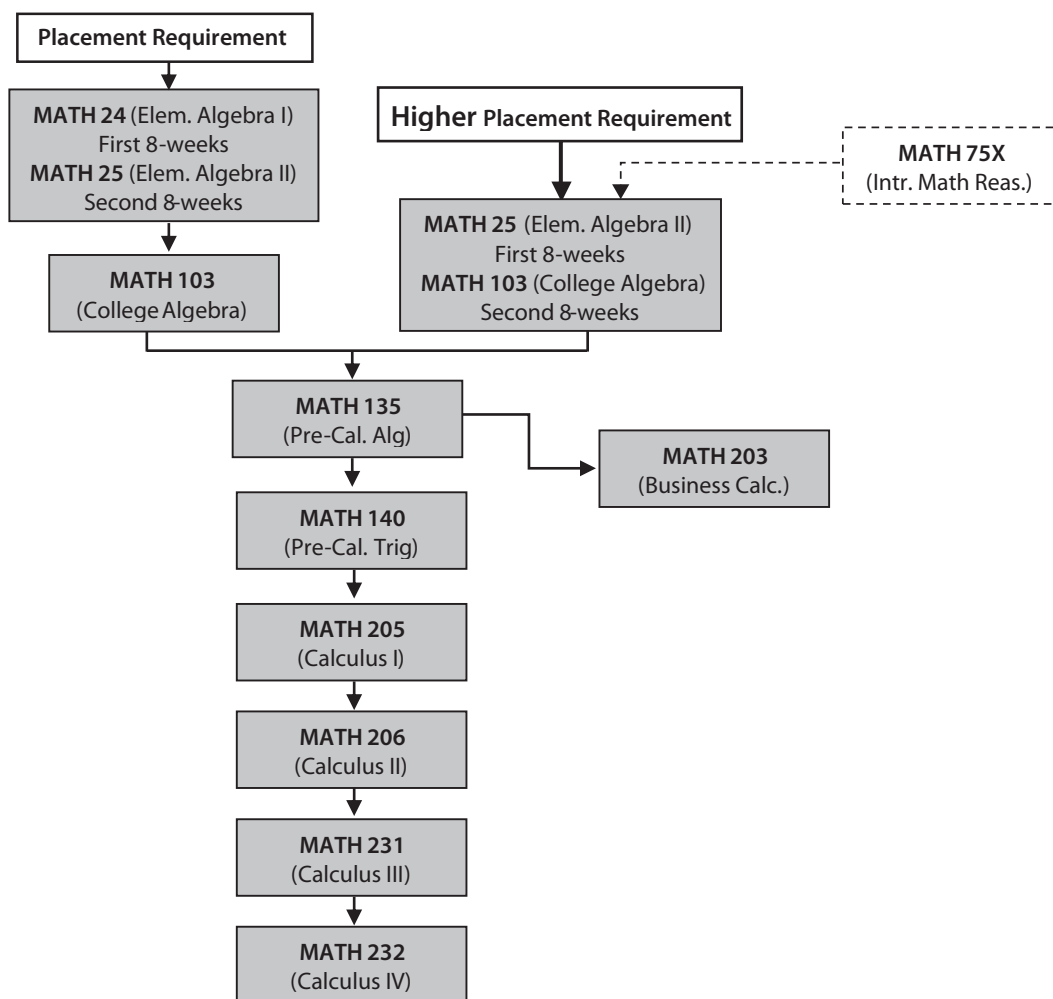 Placement Requirement
MATH 24 (Elem. Algebra I)
First 8-weeks
MATH 25 (Elem. Algebra II)
Second 8-weeks
MATH 103
(College Algebra)
Higher Placement Requirement
MATH 75X
(Intr. Math Reas.)
MATH 25 (Elem. Algebra II)
First 8-weeks
MATH 103 (College Algebra)
Second 8-weeks
MATH 135
(Pre-Cal. Alg)
MATH 203
(Business Calc.)
MATH 140
(Pre-Cal. Trig)
MATH 205
(Calculus I)
MATH 206
(Calculus II)
MATH 231
(Calculus III)
MATH 232
(Calculus IV)